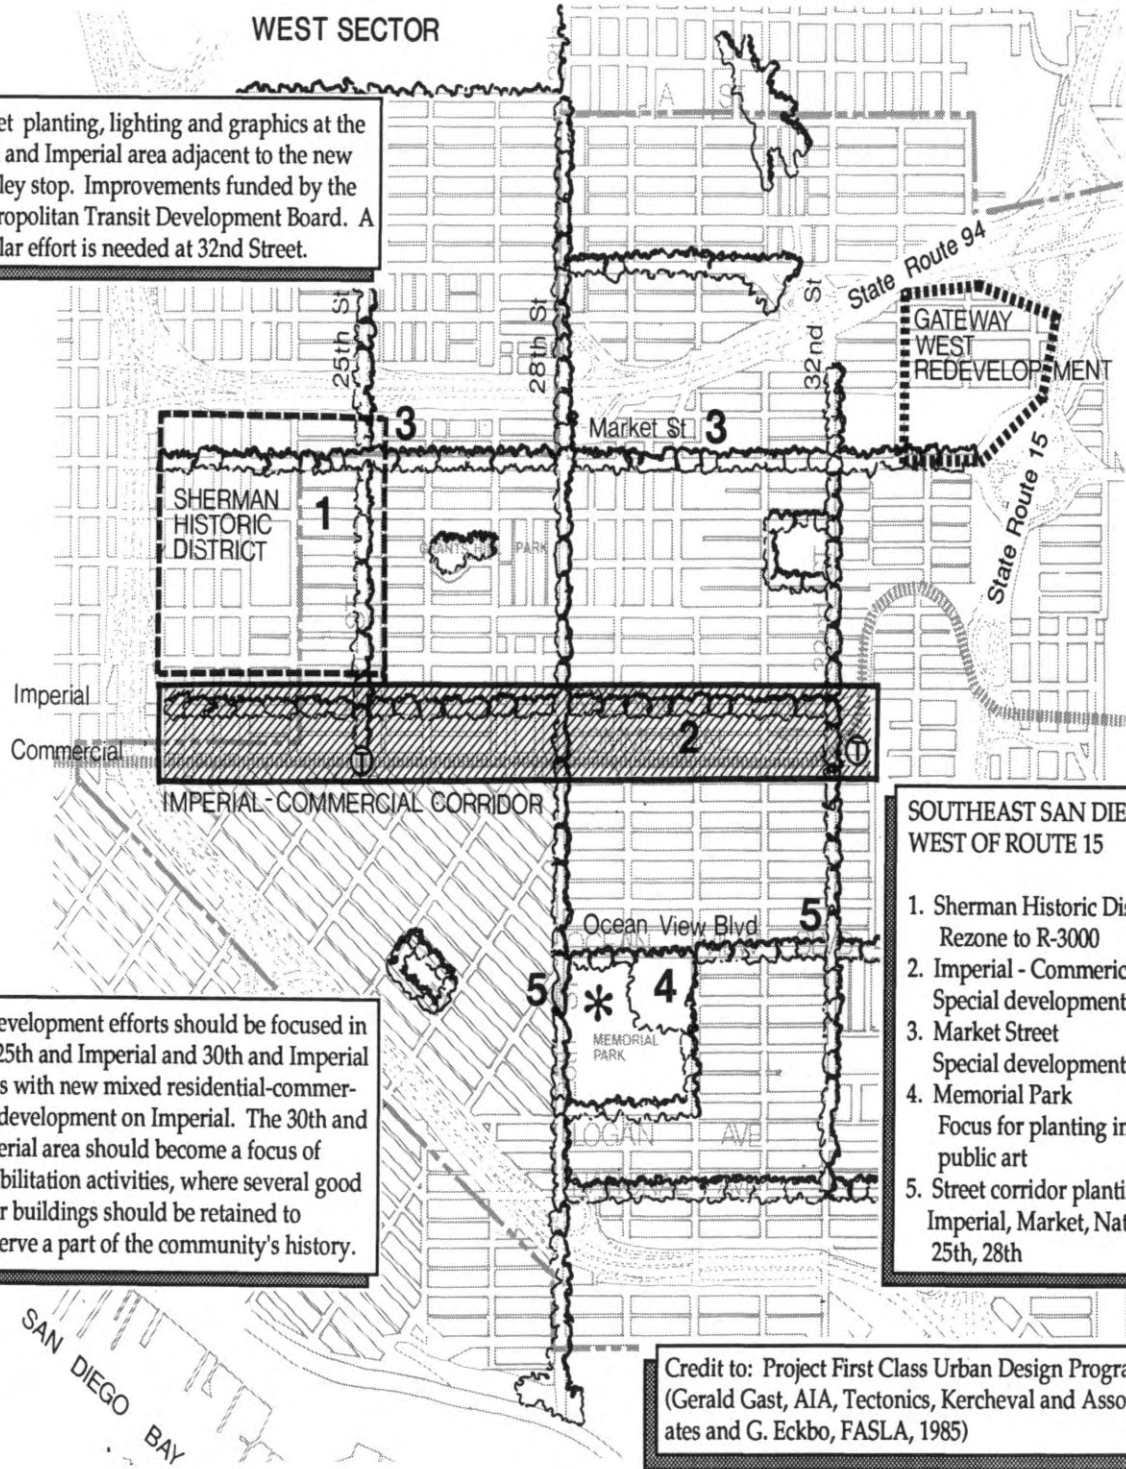 WEST SECTOR
28th
A ST
et planting, lighting and graphics at the
and Imperial area adjacent to the new
ley stop. Improvements funded by the
ropolitan Transit Development Board. A
lar effort is needed at 32nd Street.
State Route 94
25th St
28th St
32nd St
GATEWAY
WEST
REDEVELOPMENT
3
Market St 3
State Route 15
SHERMAN
HISTORIC
DISTRICT
1
GRANTS HILL PARK
ST
Imperial
Commercial
2
T
T
IMPERIAL-COMMERCIAL CORRIDOR
SOUTHEAST SAN DIE
WEST OF ROUTE 15
1. Sherman Historic Dis
Rezone to R-3000
2. Imperial - Commeric
Special development
3. Market Street
Special development
4. Memorial Park
Focus for planting in
public art
5. Street corridor planti
Imperial, Market, Nat
25th, 28th
Ocean View Blvd
5
5
*
4
MEMORIAL
PARK
LOGAN AVE
evelopment efforts should be focused in
25th and Imperial and 30th and Imperial
s with new mixed residential-commer-
development on Imperial. The 30th and
erial area should become a focus of
bilitation activities, where several good
r buildings should be retained to
erve a part of the community's history.
SAN DIEGO BAY
Credit to: Project First Class Urban Design Progra
(Gerald Gast, AIA, Tectonics, Kercheval and Asso
ates and G. Eckbo, FASLA, 1985)